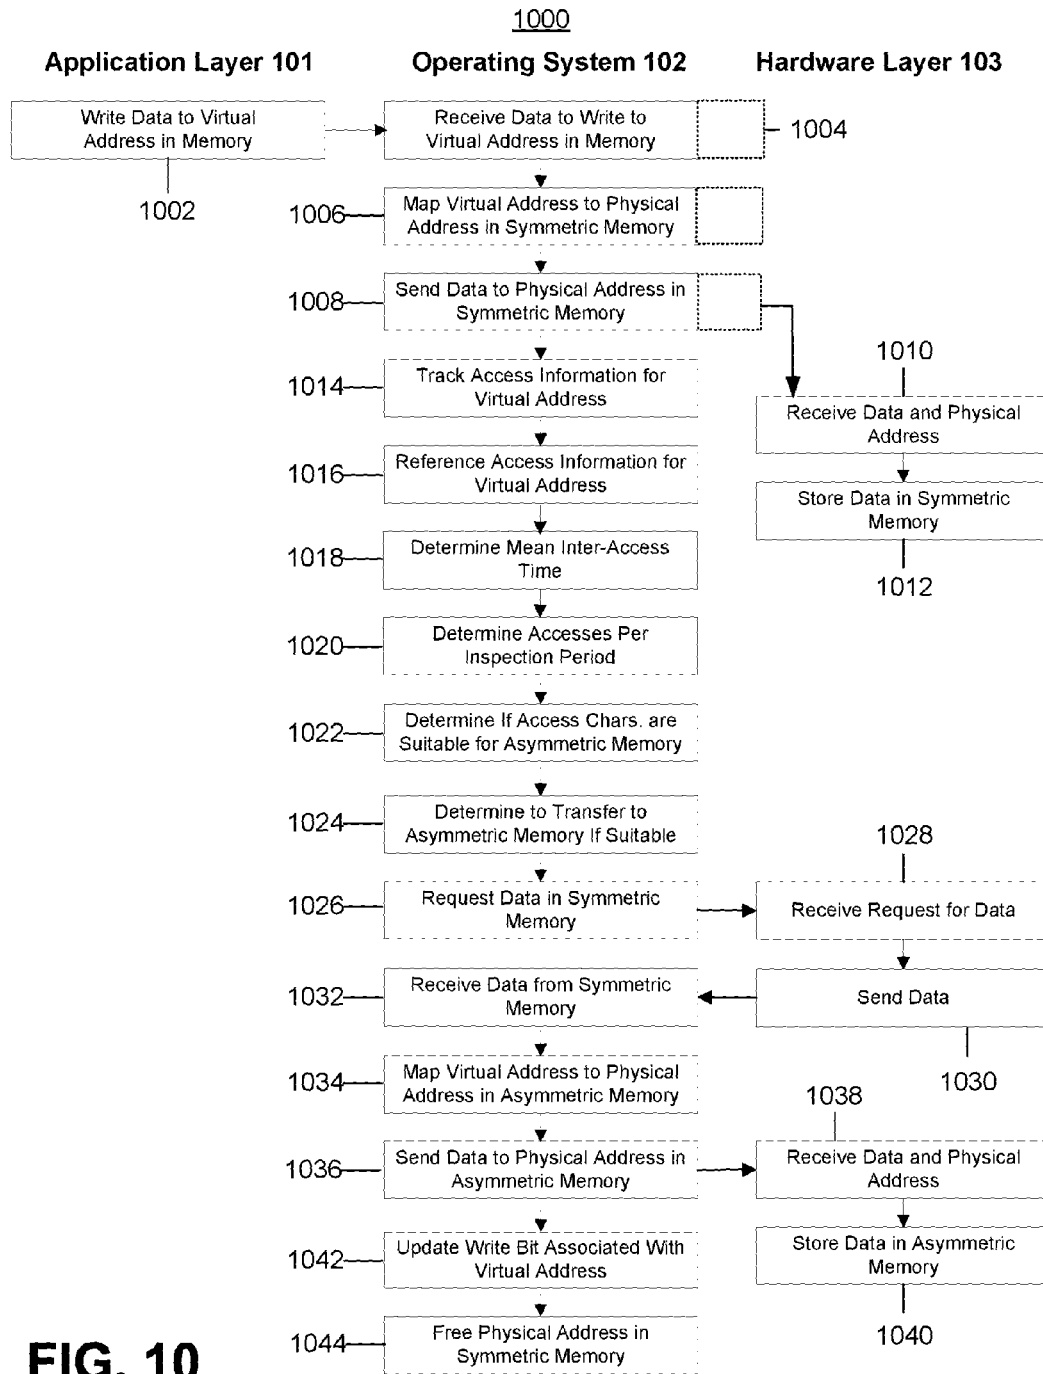 1000
Application Layer 101
Operating System 102
Hardware Layer 103
Write Data to Virtual
Address in Memory
1002
Receive Data to Write to
Virtual Address in Memory
1004
1006
Map Virtual Address to Physical
Address in Symmetric Memory
1008
Send Data to Physical Address in
Symmetric Memory
1010
Receive Data and Physical
Address
Store Data in Symmetric
Memory
1012
1014
Track Access Information for
Virtual Address
1016
Reference Access Information for
Virtual Address
1018
Determine Mean Inter-Access
Time
1020
Determine Accesses Per
Inspection Period
1022
Determine If Access Chars. are
Suitable for Asymmetric Memory
1024
Determine to Transfer to
Asymmetric Memory If Suitable
1026
Request Data in Symmetric
Memory
1028
Receive Request for Data
Send Data
1030
1032
Receive Data from Symmetric
Memory
1034
Map Virtual Address to Physical
Address in Asymmetric Memory
1036
Send Data to Physical Address in
Asymmetric Memory
1038
Receive Data and Physical
Address
Store Data in Asymmetric
Memory
1040
1042
Update Write Bit Associated With
Virtual Address
1044
Free Physical Address in
Symmetric Memory
FIG. 10